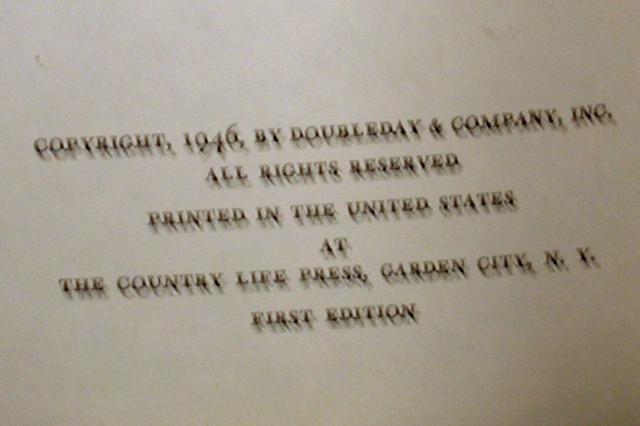 COPYRIGHT, 1946, BY DOUBLEDAY & COMPANY, INC.
ALL RIGHTS RESERVED
PRINTED IN THE UNITED STATES
AT
THE COUNTRY LIFE PRESS, GARDEN CITY, N. Y.
FIRST EDITION